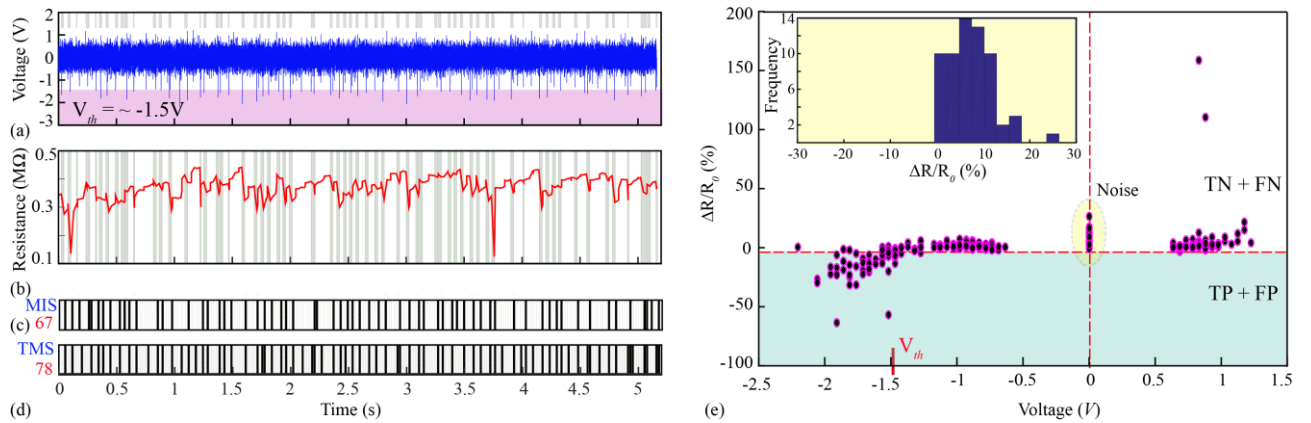 Voltage (V)
2
1
0
-1
-2
-3
V_th = ~ -1.5V
(a)
Resistance (MΩ)
0.5
0.3
0.1
(b)
MIS
(c) 67
TMS
78
0 0.5 1 1.5 2 2.5 3 3.5 4 4.5 5
(d)
Time (s)
ΔR/R_0 (%)
200
150
100
50
0
-50
-100
Frequency
14
10
6
2
-30 -20 -10 0 10 20 30
ΔR/R_0 (%)
Noise
TN + FN
TP + FP
V_th
-2.5 -2 -1.5 -1 -0.5 0 0.5 1 1.5
(e)
Voltage (V)